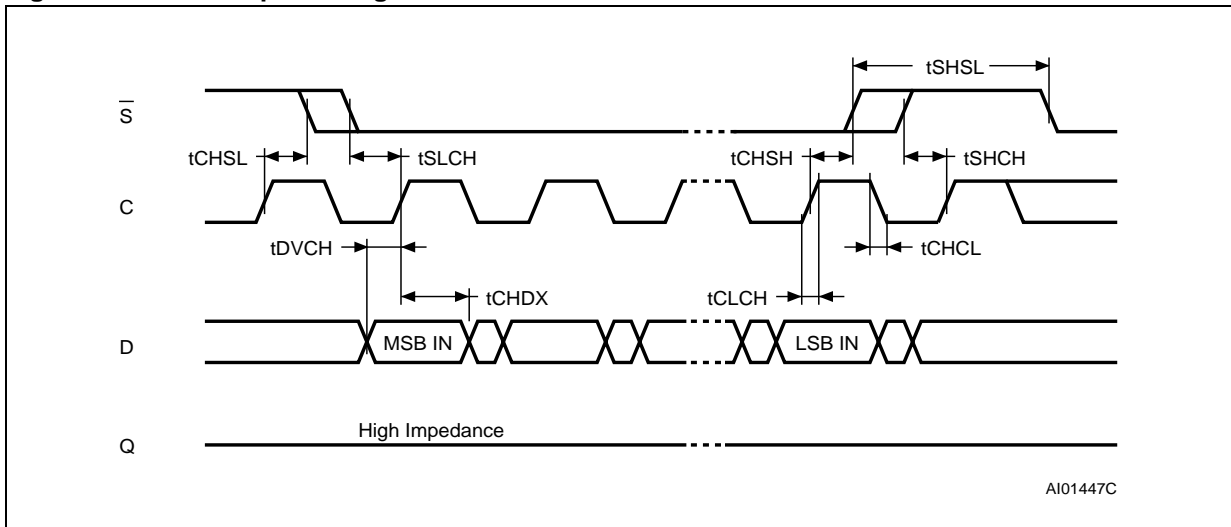 tSHSL
S
tCHSL
tSLCH
tCHSH
tSHCH
C
tDVCH
tCHCL
tCHDX
tCLCH
D
MSB IN
LSB IN
High Impedance
Q
AI01447C